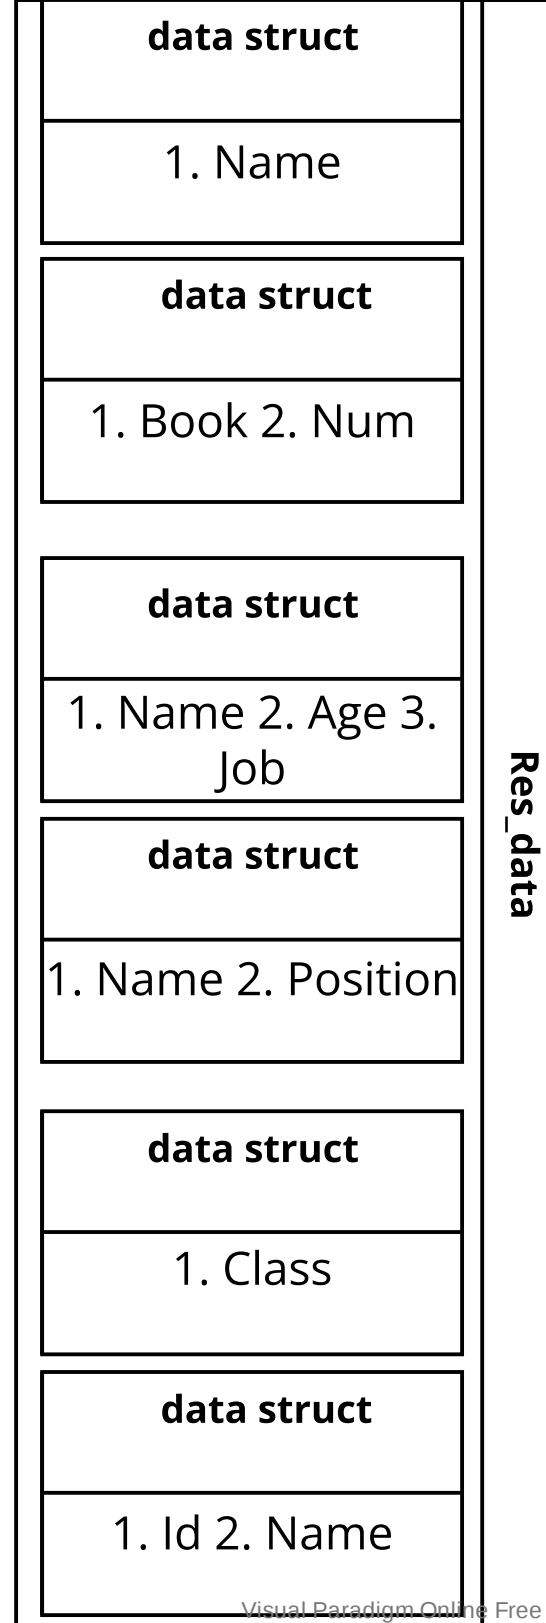 data struct
1. Name
data struct
1. Book 2. Num
data struct
1. Name 2. Age 3.
Job
data struct
1. Name 2. Position
data struct
1. Class
data struct
1. Id 2. Name
Res_data
Visual Paradigm Online Free